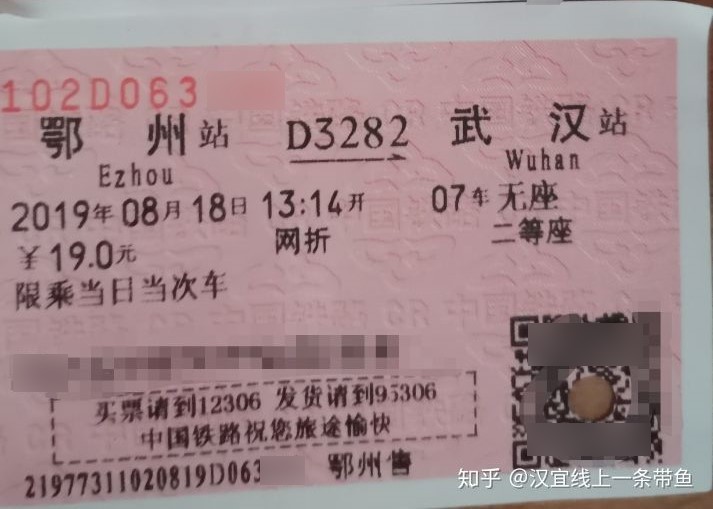 102D063
鄂州站 D3282 武汉站
Ezhou Wuhan
2019年08月18日 13:14开 07车 无座
¥19.0元 网折 二等座
限乘当日当次车
买票请到12306 发货请到95306
中国铁路祝您旅途愉快
21977311020819D063 鄂州售
知乎 @汉宜线上一条带鱼